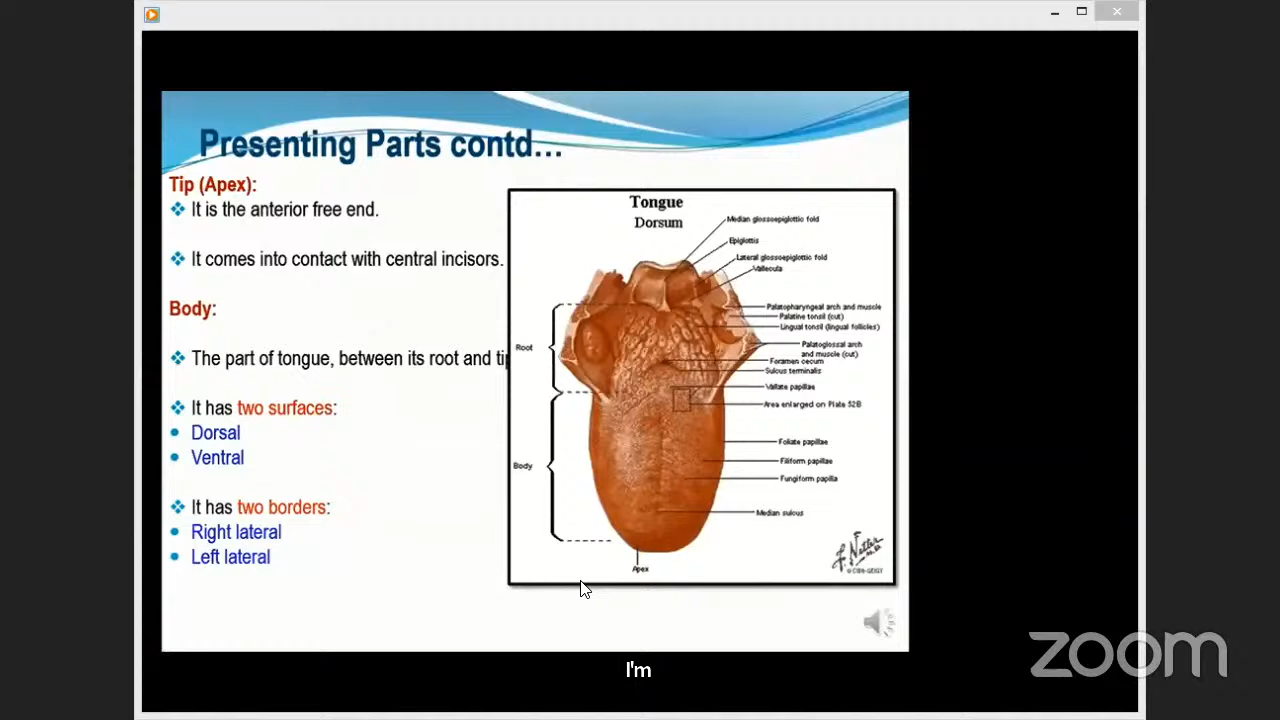 Presenting Parts contd...
Tip (Apex):
❖ It is the anterior free end.
❖ It comes into contact with central incisors.
Body:
❖ The part of tongue, between its root and tip
❖ It has two surfaces:
• Dorsal
• Ventral
❖ It has two borders:
• Right lateral
• Left lateral
Tongue
Dorsum
Median glossoepiglottic fold
Epiglottis
Lateral glossoepiglottic fold
Vallecula
Palatopharyngeal arch and muscle
Palatine tonsil (cut)
Lingual tonsil (lingual follicles)
Palatoglossal arch
and muscle (cut)
Foramen cecum
Sulcus terminalis
Vallate papillae
Area enlarged on Plate 52B
Foliate papillae
Filiform papillae
Fungiform papilla
Median sulcus
Root
Body
Apex
F. Netter
M.D.
I'm
zoom